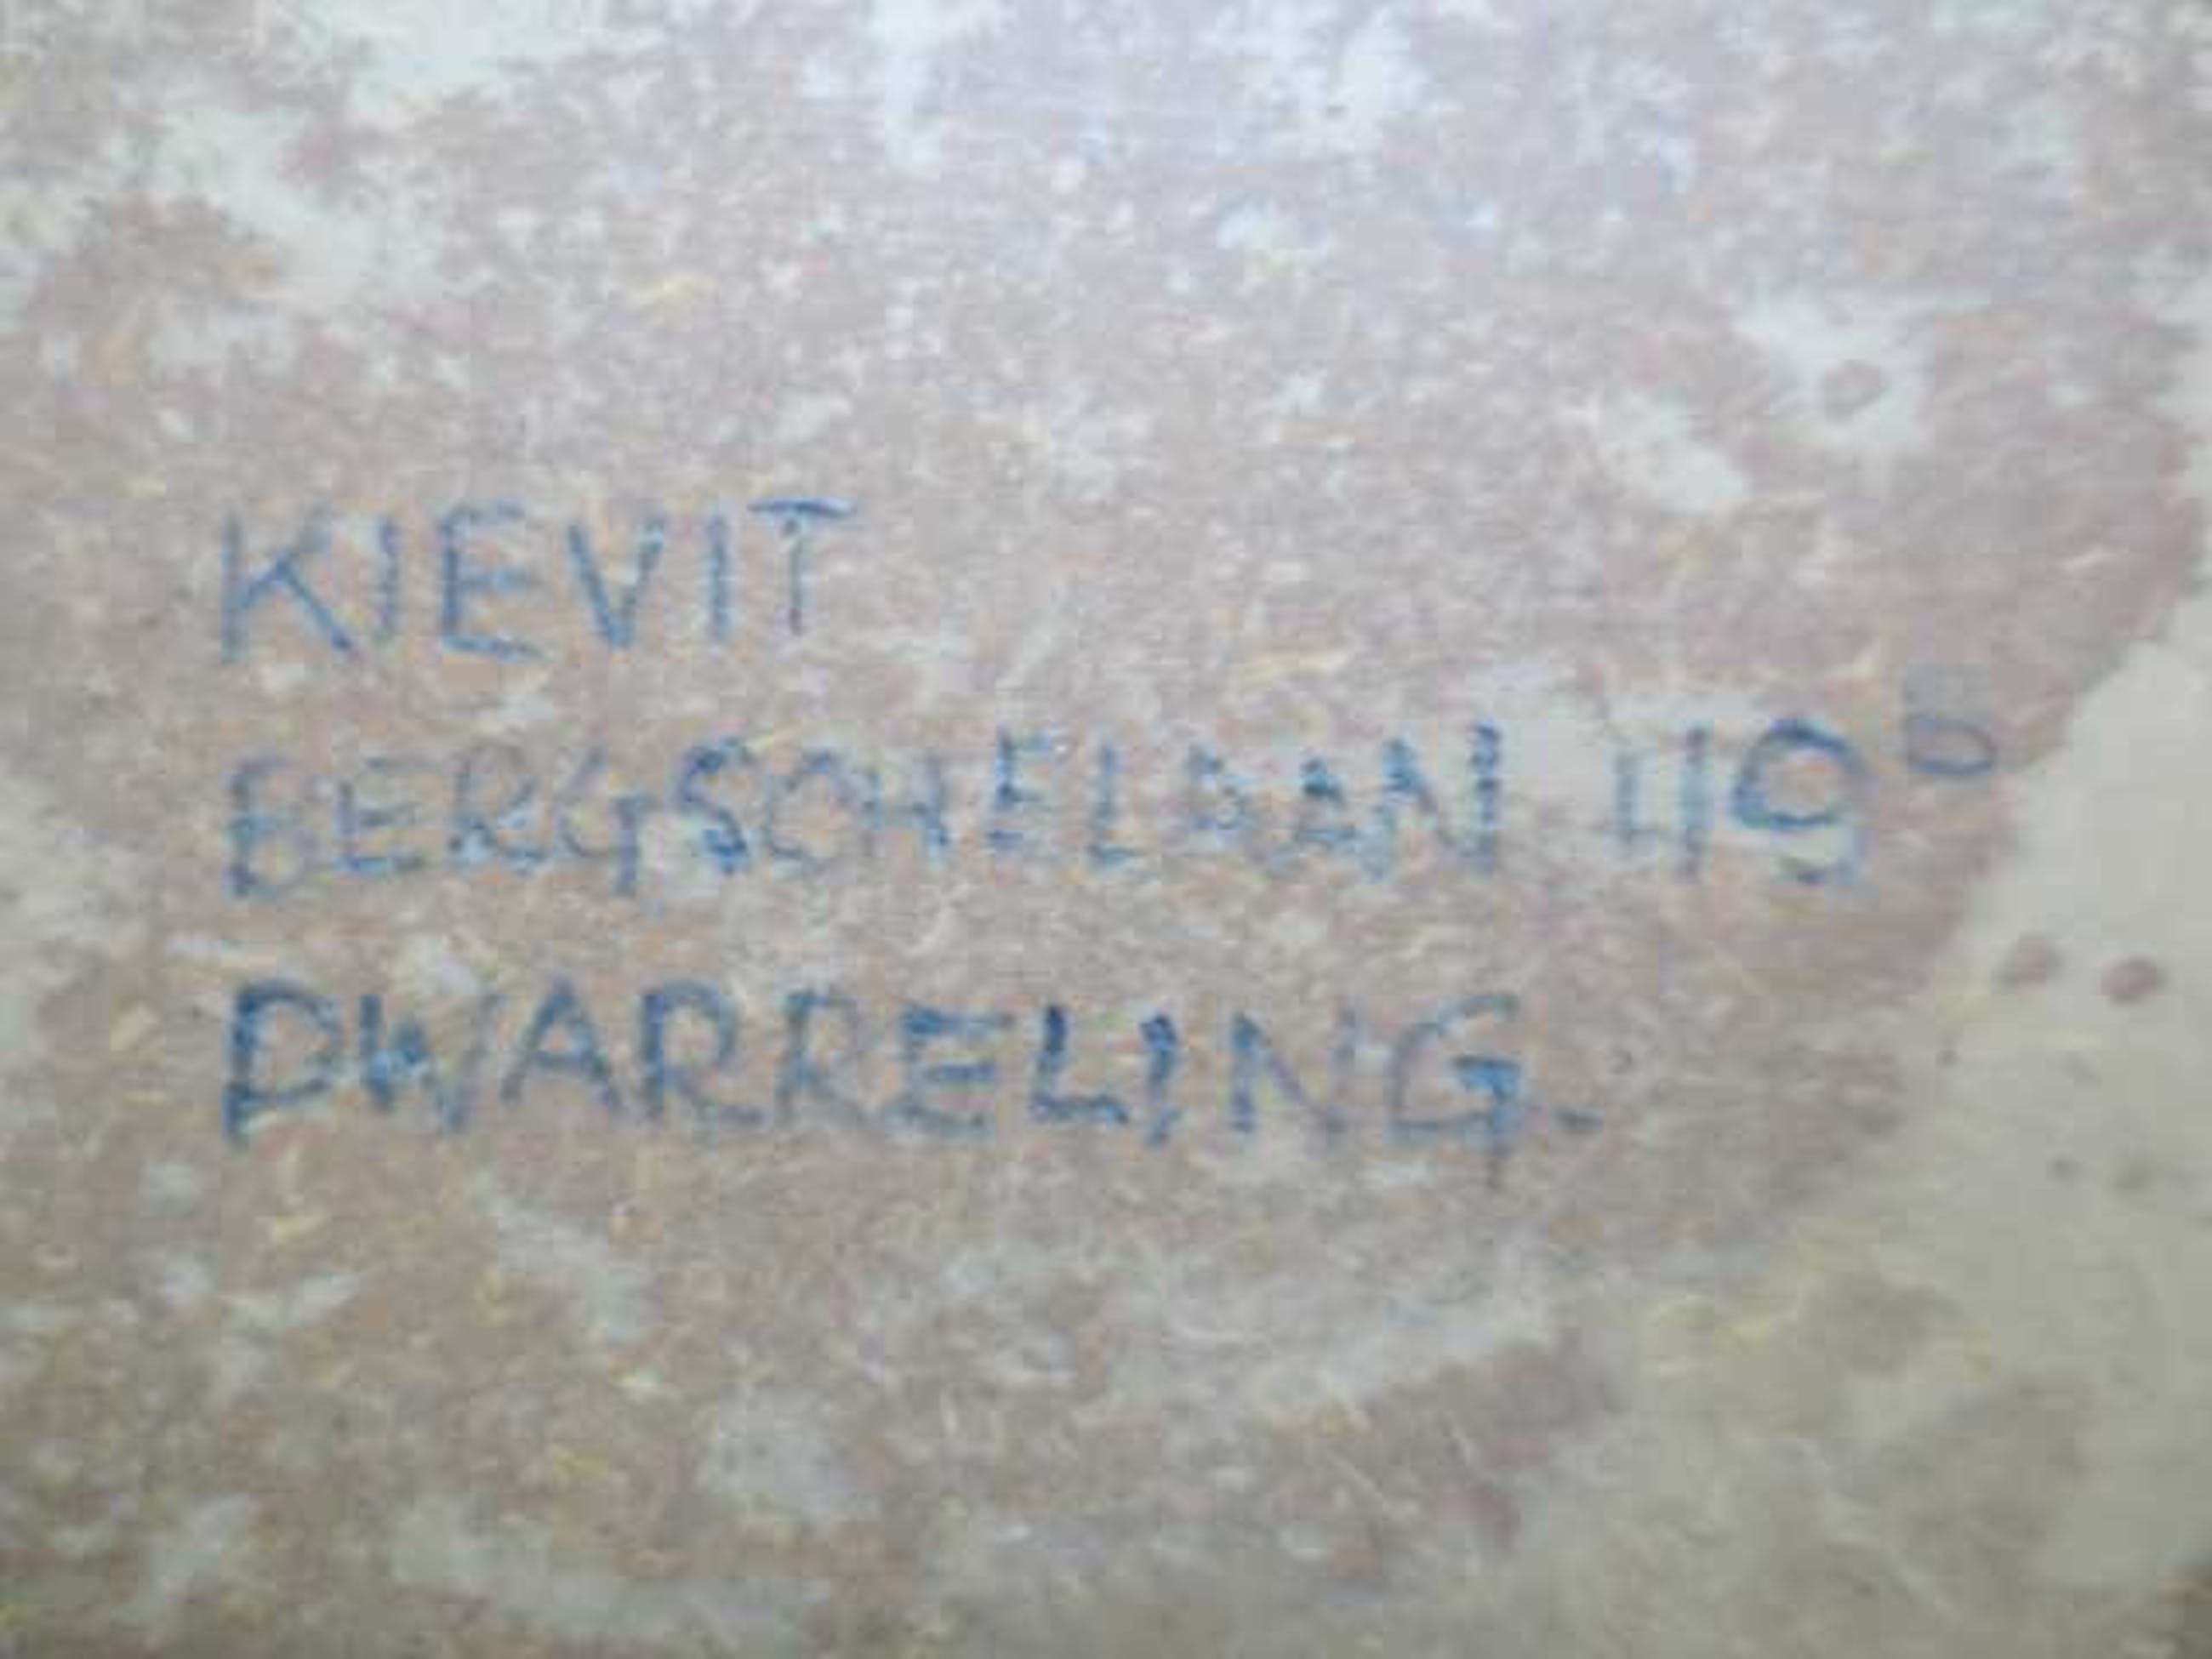 KIEVIT
BERGSCHELAAN 119ᴮ
DWARRELING.